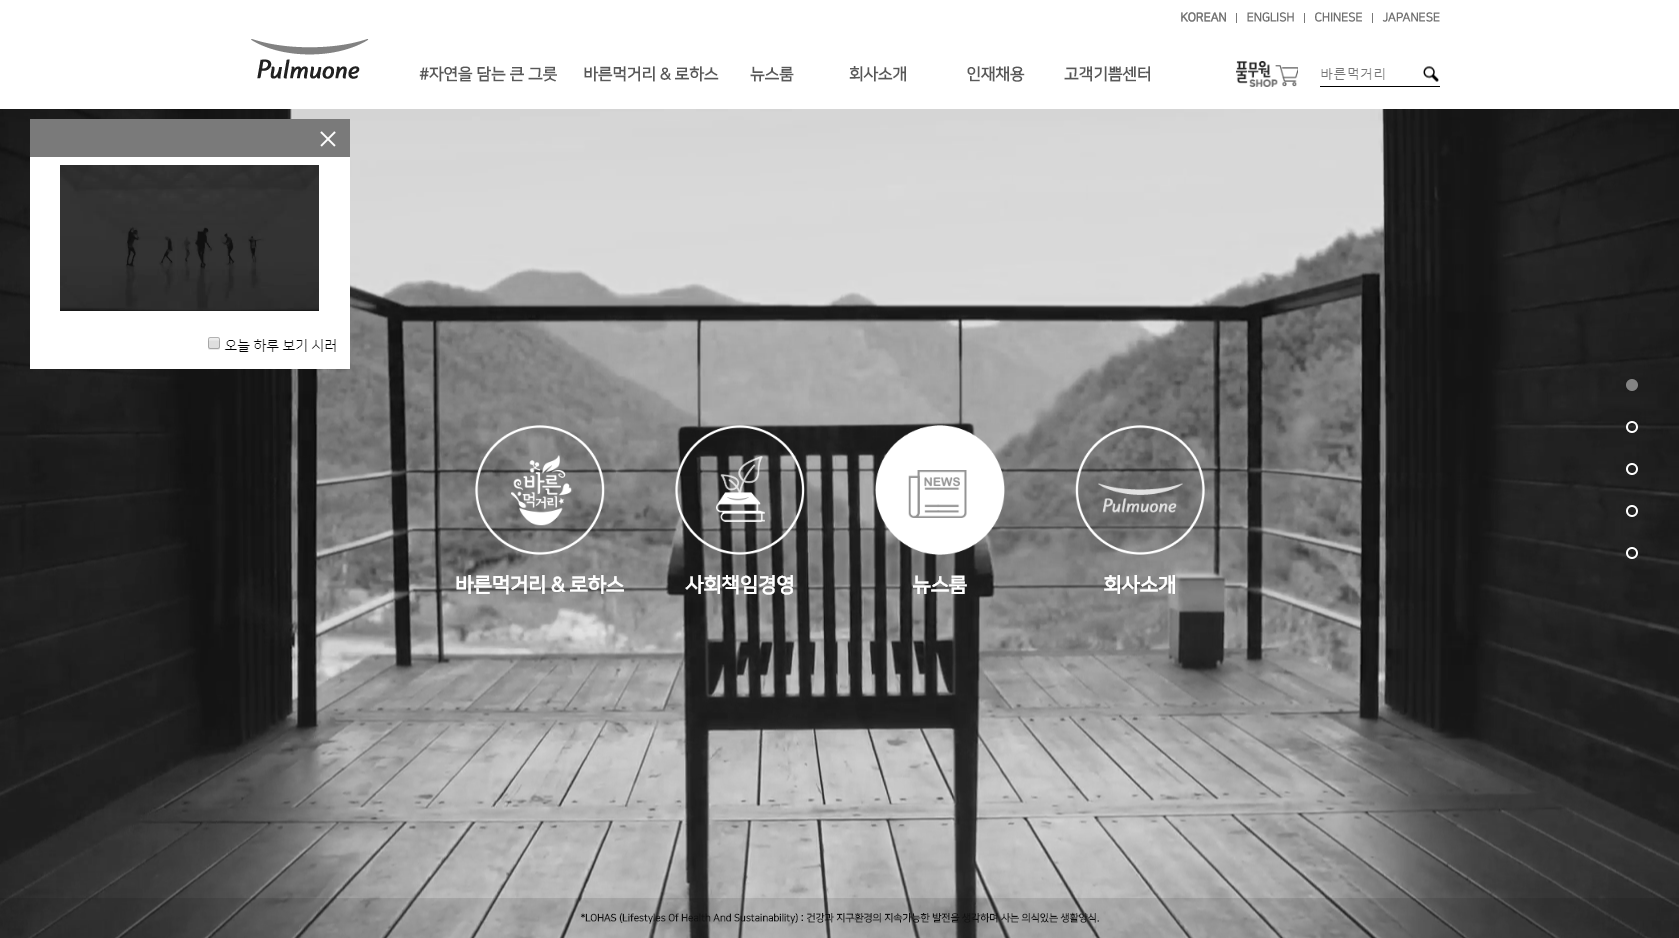 KOREAN | ENGLISH | CHINESE | JAPANESE
Pulmuone
#자연을 담는 큰 그릇 바른먹거리 & 로하스 뉴스룸 회사소개 인재채용 고객기쁨센터
풀무원 SHOP
바른먹거리
오늘 하루 보기 시러
바른 먹거리
NEWS
Pulmuone
바른먹거리 & 로하스 사회책임경영 뉴스룸 회사소개
*LOHAS (Lifestyles Of Health And Sustainability) : 건강과 지구환경의 지속가능한 발전을 생각하며 사는 의식있는 생활양식.